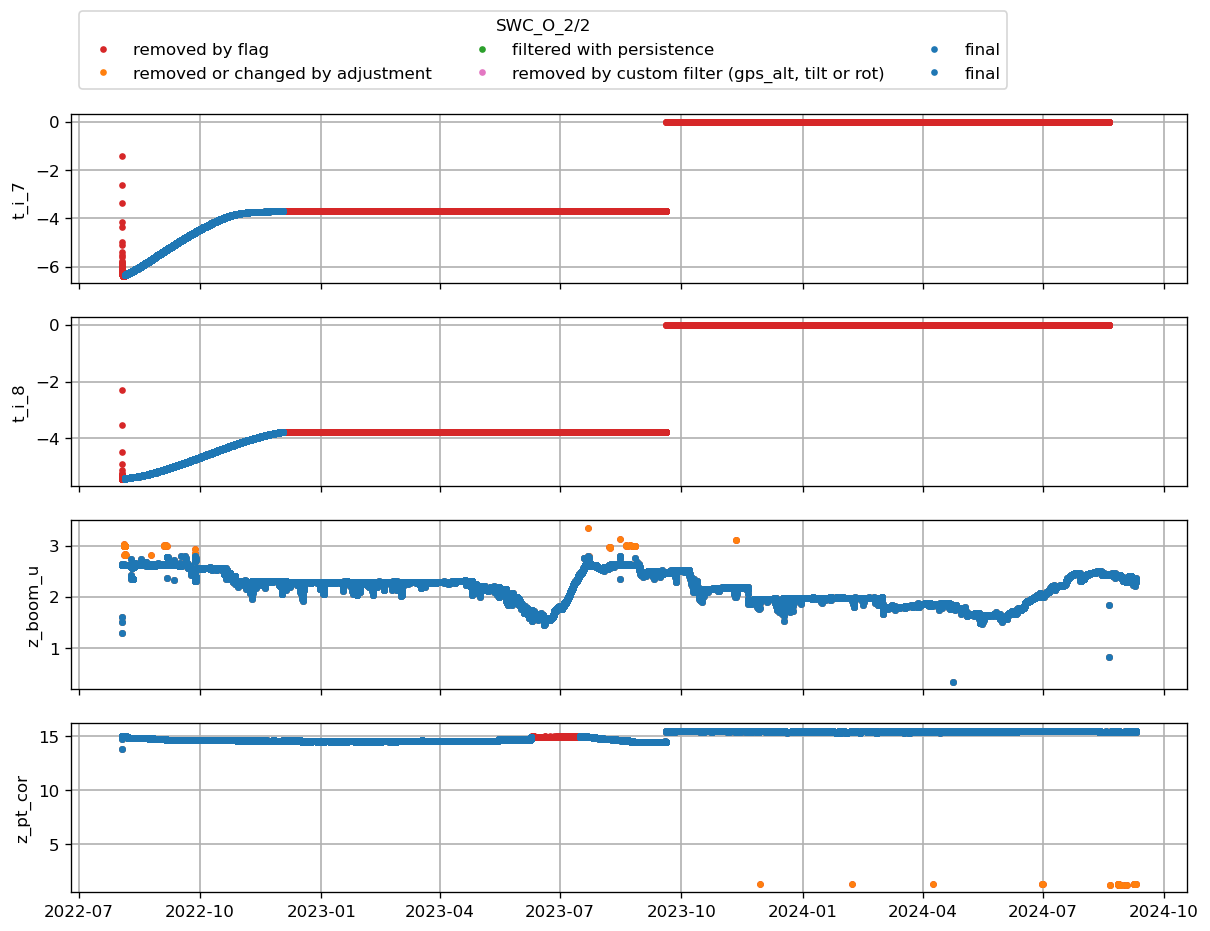 SWC_O_2/2
removed by flag
filtered with persistence
final
removed or changed by adjustment
removed by custom filter (gps_alt, tilt or rot)
final
t_i_7
0
−2
−4
−6
t_i_8
0
−2
−4
z_boom_u
3
2
1
z_pt_cor
15
10
5
2022-07
2022-10
2023-01
2023-04
2023-07
2023-10
2024-01
2024-04
2024-07
2024-10